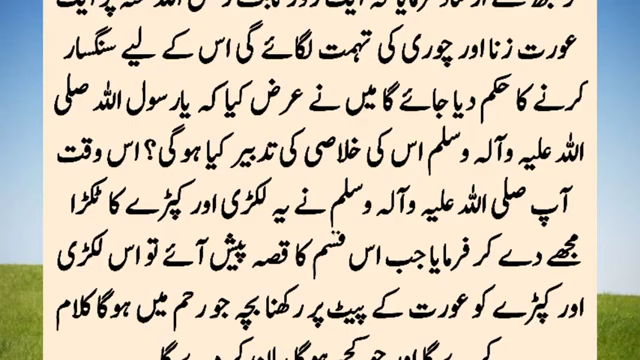 عورت زنا اور چوری کی تہمت لگائے گی اس کے لیے سنگسار
کرنے کا حکم دیا جائے گا میں نے عرض کیا کہ یارسول اللہ صلی
اللہ علیہ وآلہ وسلم اس کی خلاصی کی تدبیر کیا ہوگی؟ اس وقت
آپ صلی اللہ علیہ وآلہ وسلم نے یہ لکڑی اور کپڑے کا ٹکڑا
مجھے دے کر فرمایا جب اس قسم کا قصہ پیش آئے تو اس لکڑی
اور کپڑے کو عورت کے پیٹ پر رکھنا بچہ جو رحم میں ہوگا کلام